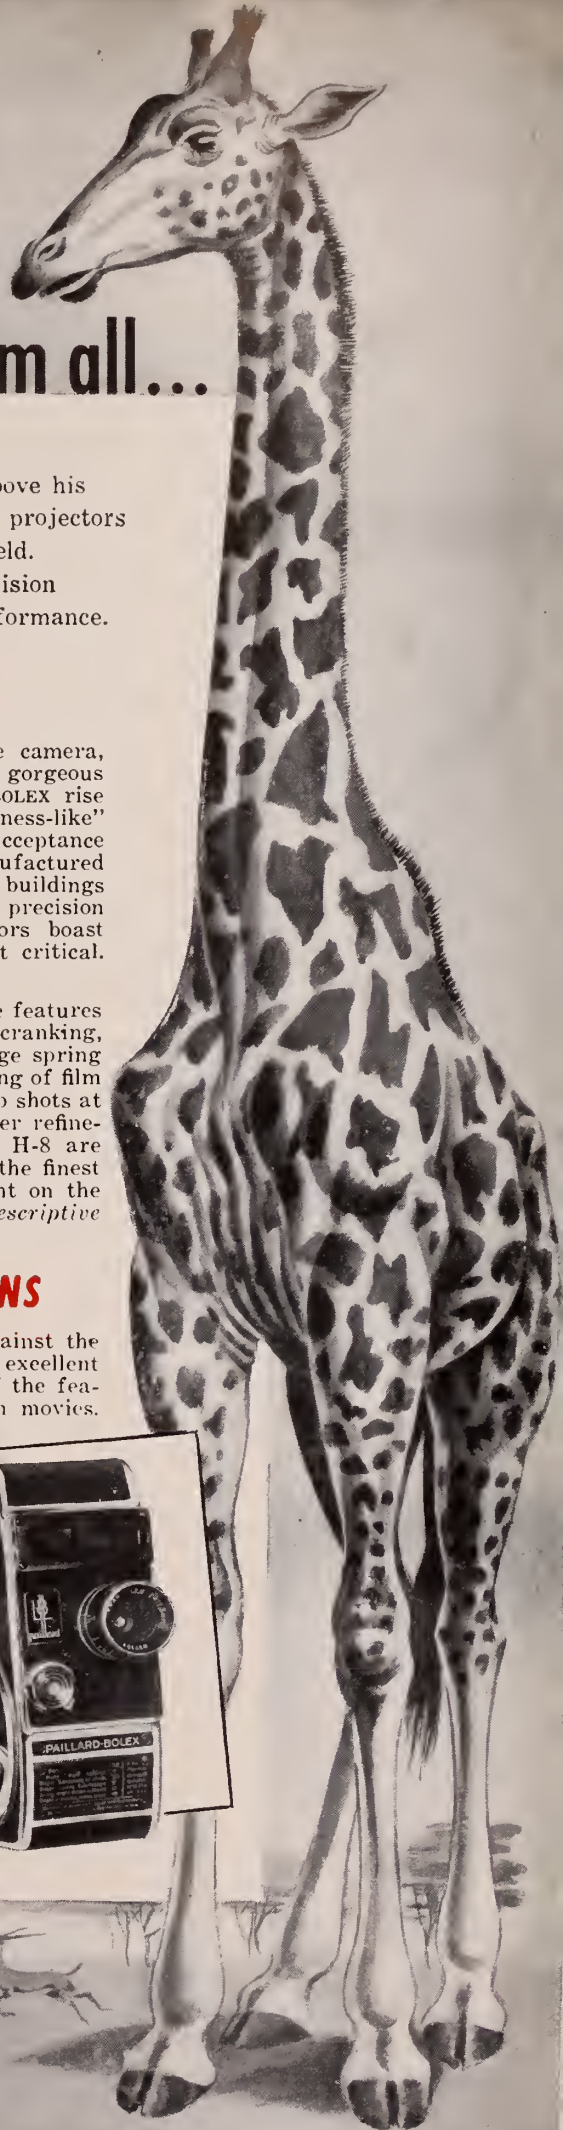 m all...
ove his
projectors
eld.
ision
formance.
e camera,
gorgeous
BOLEX rise
ness-like"
cceptance
ufactured
buildings
precision
ors boast
t critical.
e features
cranking,
ge spring
ng of film
o shots at
er refine-
H-8 are
the finest
nt on the
escriptive
NS
ainst the
excellent
f the fea-
n movies.
PAILLARD-BOLEX